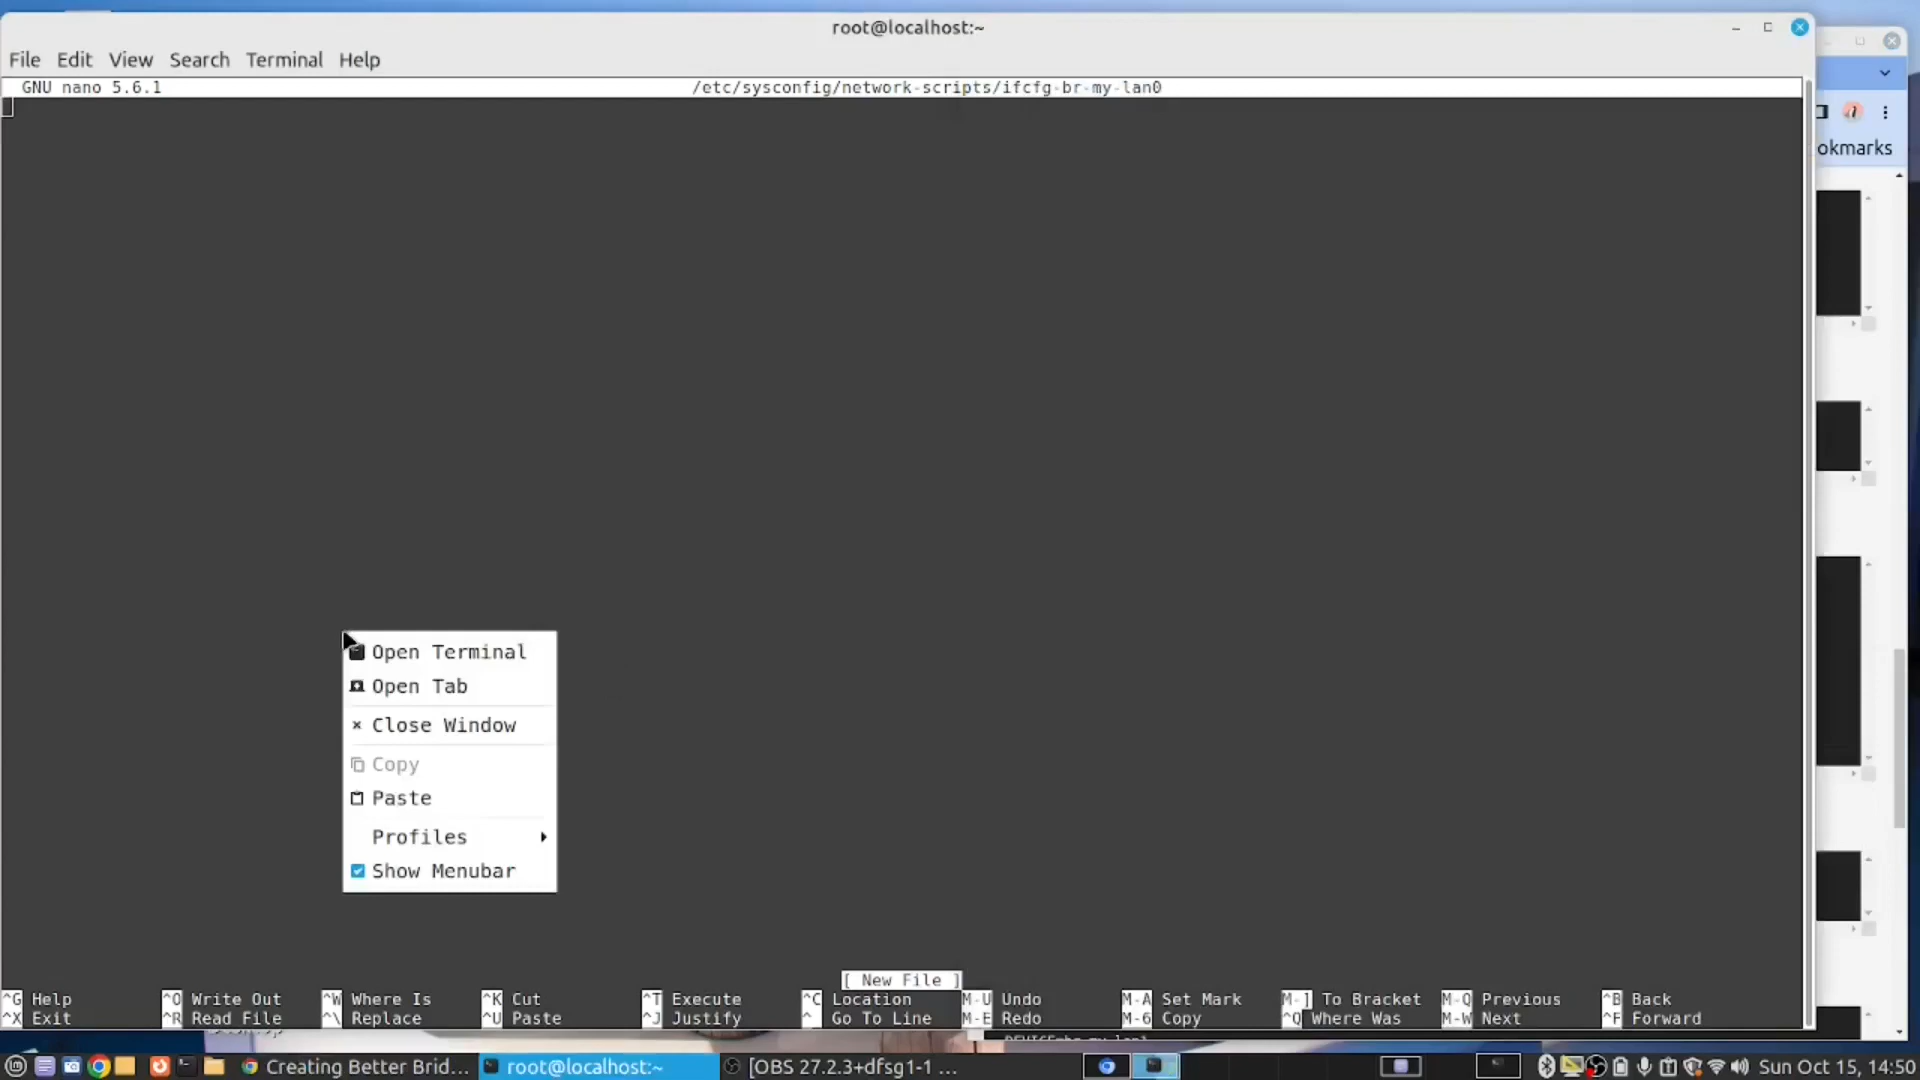 root@localhost:~
File Edit View Search Terminal Help
GNU nano 5.6.1 /etc/sysconfig/network-scripts/ifcfg-br-my-lan0
okmarks
Open Terminal
Open Tab
Close Window
Copy
Paste
Profiles
Show Menubar
[ New File ]
^G Help ^O Write Out ^W Where Is ^K Cut ^T Execute ^C Location M-U Undo M-A Set Mark M-] To Bracket M-Q Previous ^B Back
^X Exit ^R Read File ^\ Replace ^U Paste ^J Justify ^_ Go To Line M-E Redo M-6 Copy ^Q Where Was M-W Next ^F Forward
Creating Better Brid... root@localhost:~ [OBS 27.2.3+dfsg1-1 ... Sun Oct 15, 14:50